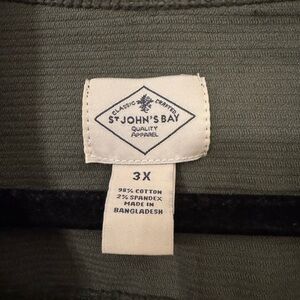 CLASSIC CRAFTED
ST JOHN'S BAY
QUALITY
APPAREL
3X
98% COTTON
2% SPANDEX
MADE IN
BANGLADESH